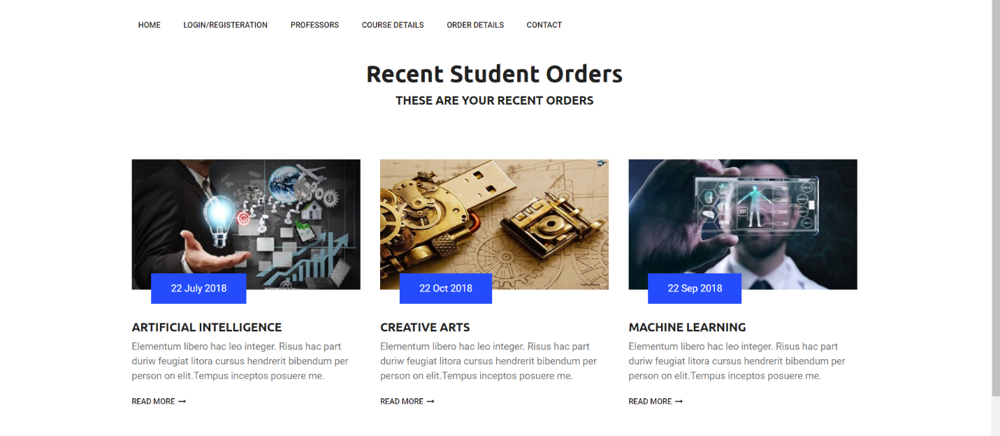 HOME LOGIN/REGISTERATION PROFESSORS COURSE DETAILS ORDER DETAILS CONTACT
Recent Student Orders
THESE ARE YOUR RECENT ORDERS
22 July 2018
22 Oct 2018
22 Sep 2018
ARTIFICIAL INTELLIGENCE
Elementum libero hac leo integer. Risus hac part
duriw feugiat litora cursus hendrerit bibendum per
person on elit.Tempus inceptos posuere me.
READ MORE →
CREATIVE ARTS
Elementum libero hac leo integer. Risus hac part
duriw feugiat litora cursus hendrerit bibendum per
person on elit.Tempus inceptos posuere me.
READ MORE →
MACHINE LEARNING
Elementum libero hac leo integer. Risus hac part
duriw feugiat litora cursus hendrerit bibendum per
person on elit.Tempus inceptos posuere me.
READ MORE →